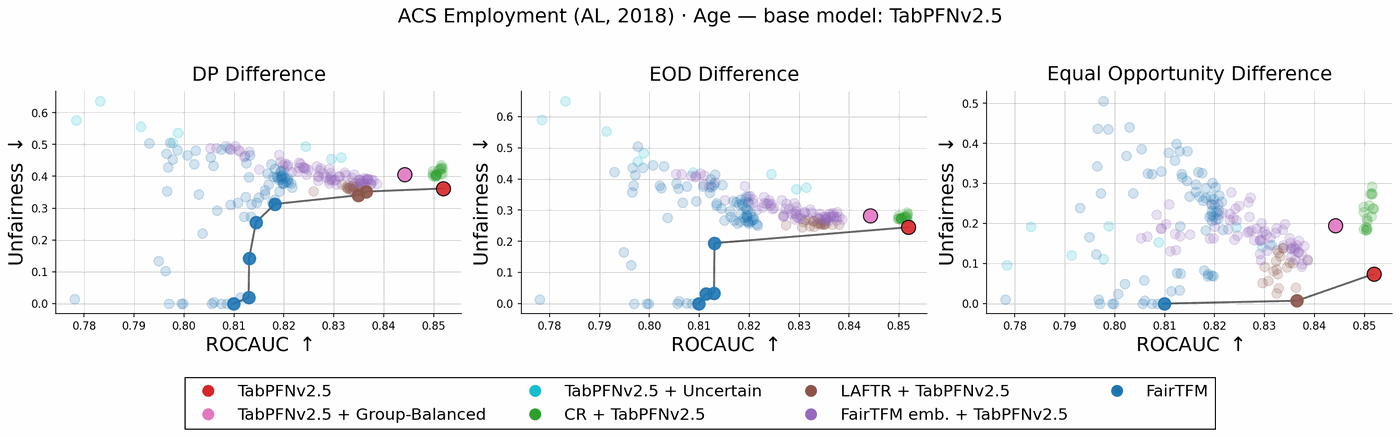 ACS Employment (AL, 2018) · Age — base model: TabPFNv2.5
DP Difference
Unfairness ↓
0.6
0.5
0.4
0.3
0.2
0.1
0.0
0.78 0.79 0.80 0.81 0.82 0.83 0.84 0.85
ROCAUC ↑
EOD Difference
Unfairness ↓
0.6
0.5
0.4
0.3
0.2
0.1
0.0
0.78 0.79 0.80 0.81 0.82 0.83 0.84 0.85
ROCAUC ↑
Equal Opportunity Difference
Unfairness ↓
0.5
0.4
0.3
0.2
0.1
0.0
0.78 0.79 0.80 0.81 0.82 0.83 0.84 0.85
ROCAUC ↑
TabPFNv2.5
TabPFNv2.5 + Group-Balanced
TabPFNv2.5 + Uncertain
CR + TabPFNv2.5
LAFTR + TabPFNv2.5
FairTFM emb. + TabPFNv2.5
FairTFM